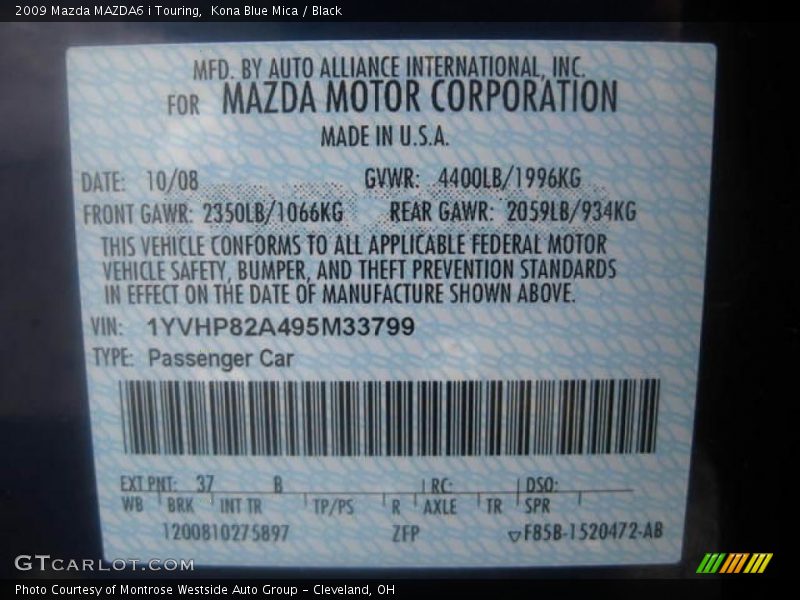 2009 Mazda MAZDA6 i Touring, Kona Blue Mica / Black
MFD. BY AUTO ALLIANCE INTERNATIONAL, INC.
FOR MAZDA MOTOR CORPORATION
MADE IN U.S.A.
DATE: 10/08 GVWR: 4400LB/1996KG
FRONT GAWR: 2350LB/1066KG REAR GAWR: 2059LB/934KG
THIS VEHICLE CONFORMS TO ALL APPLICABLE FEDERAL MOTOR
VEHICLE SAFETY, BUMPER, AND THEFT PREVENTION STANDARDS
IN EFFECT ON THE DATE OF MANUFACTURE SHOWN ABOVE.
VIN: 1YVHP82A495M33799
TYPE: Passenger Car
EXT PNT: 37 B RC: DSO:
WB BRK INT TR TP/PS R AXLE TR SPR
1200810275897 ZFP ▽F85B-1520472-AB
GTCARLOT.COM
Photo Courtesy of Montrose Westside Auto Group - Cleveland, OH